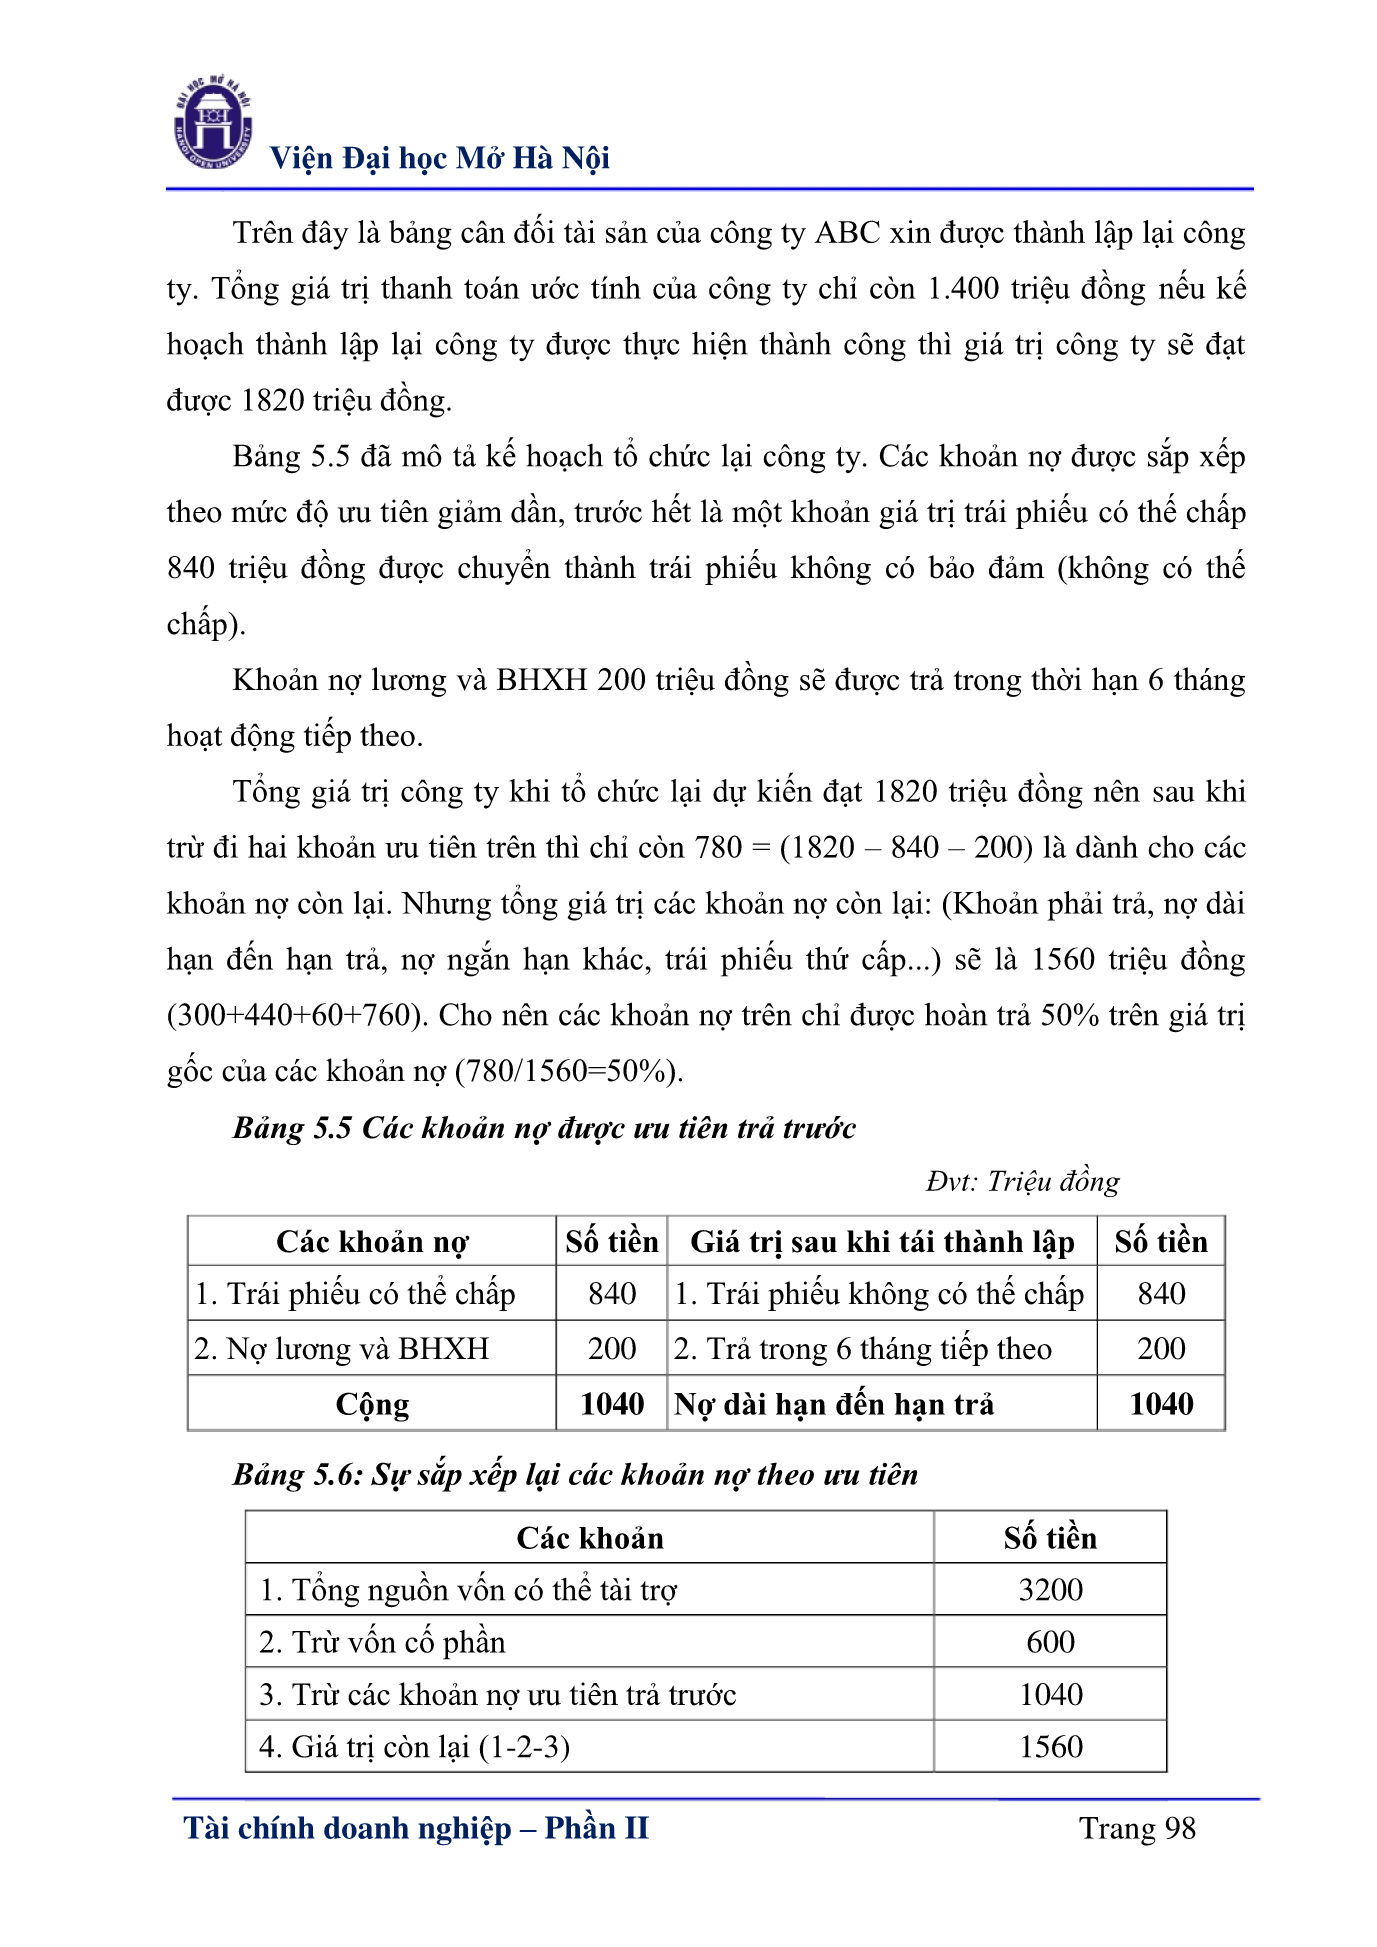 ĐẠI HỌC MỞ HÀ NỘI
HANOI OPEN UNIVERSITY
Viện Đại học Mở Hà Nội
Trên đây là bảng cân đối tài sản của công ty ABC xin được thành lập lại công
ty. Tổng giá trị thanh toán ước tính của công ty chỉ còn 1.400 triệu đồng nếu kế
hoạch thành lập lại công ty được thực hiện thành công thì giá trị công ty sẽ đạt
được 1820 triệu đồng.
Bảng 5.5 đã mô tả kế hoạch tổ chức lại công ty. Các khoản nợ được sắp xếp
theo mức độ ưu tiên giảm dần, trước hết là một khoản giá trị trái phiếu có thế chấp
840 triệu đồng được chuyển thành trái phiếu không có bảo đảm (không có thế
chấp).
Khoản nợ lương và BHXH 200 triệu đồng sẽ được trả trong thời hạn 6 tháng
hoạt động tiếp theo.
Tổng giá trị công ty khi tổ chức lại dự kiến đạt 1820 triệu đồng nên sau khi
trừ đi hai khoản ưu tiên trên thì chỉ còn 780 = (1820 – 840 – 200) là dành cho các
khoản nợ còn lại. Nhưng tổng giá trị các khoản nợ còn lại: (Khoản phải trả, nợ dài
hạn đến hạn trả, nợ ngắn hạn khác, trái phiếu thứ cấp...) sẽ là 1560 triệu đồng
(300+440+60+760). Cho nên các khoản nợ trên chỉ được hoàn trả 50% trên giá trị
gốc của các khoản nợ (780/1560=50%).
Bảng 5.5 Các khoản nợ được ưu tiên trả trước
Đvt: Triệu đồng
Các khoản nợ Số tiền Giá trị sau khi tái thành lập Số tiền
1. Trái phiếu có thể chấp 840 1. Trái phiếu không có thế chấp 840
2. Nợ lương và BHXH 200 2. Trả trong 6 tháng tiếp theo 200
Cộng 1040 Nợ dài hạn đến hạn trả 1040
Bảng 5.6: Sự sắp xếp lại các khoản nợ theo ưu tiên
Các khoản Số tiền
1. Tổng nguồn vốn có thể tài trợ 3200
2. Trừ vốn cố phần 600
3. Trừ các khoản nợ ưu tiên trả trước 1040
4. Giá trị còn lại (1-2-3) 1560
Tài chính doanh nghiệp – Phần II Trang 98